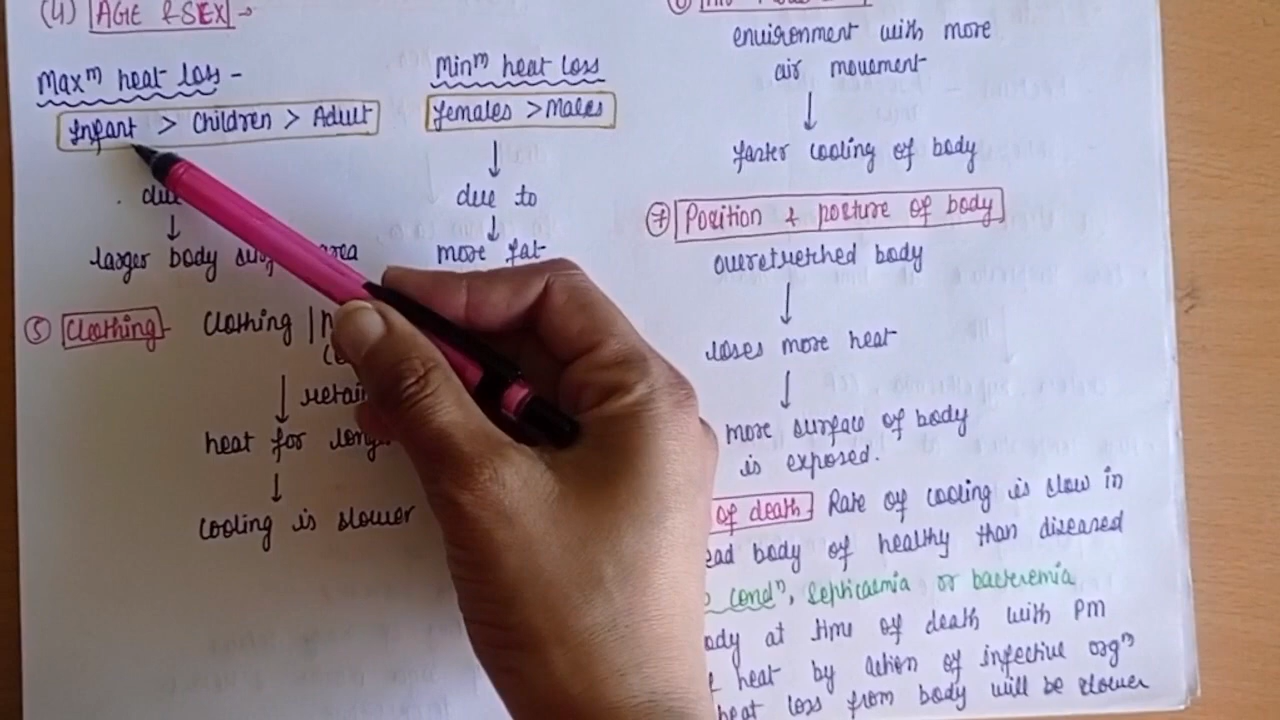 (4) AGE & SEX →
Maxᵐ heat loss -
Infant > Children > Adult
due
larger body area
Minᵐ heat loss
females > Males
due to
more fat
(5) Clothing - Clothing |
heat for
cooling is slower
environment with more
air movement
faster cooling of body
(7) Position & posture of body
overstretched body
loses more heat
more surface of body
is exposed.
of death - Rate of cooling is slow in
body of healthy than diseased
condⁿ, septicaemia or bacteremia
at time of death with PM
heat by action of infective orgⁿ
heat loss from body will be slower